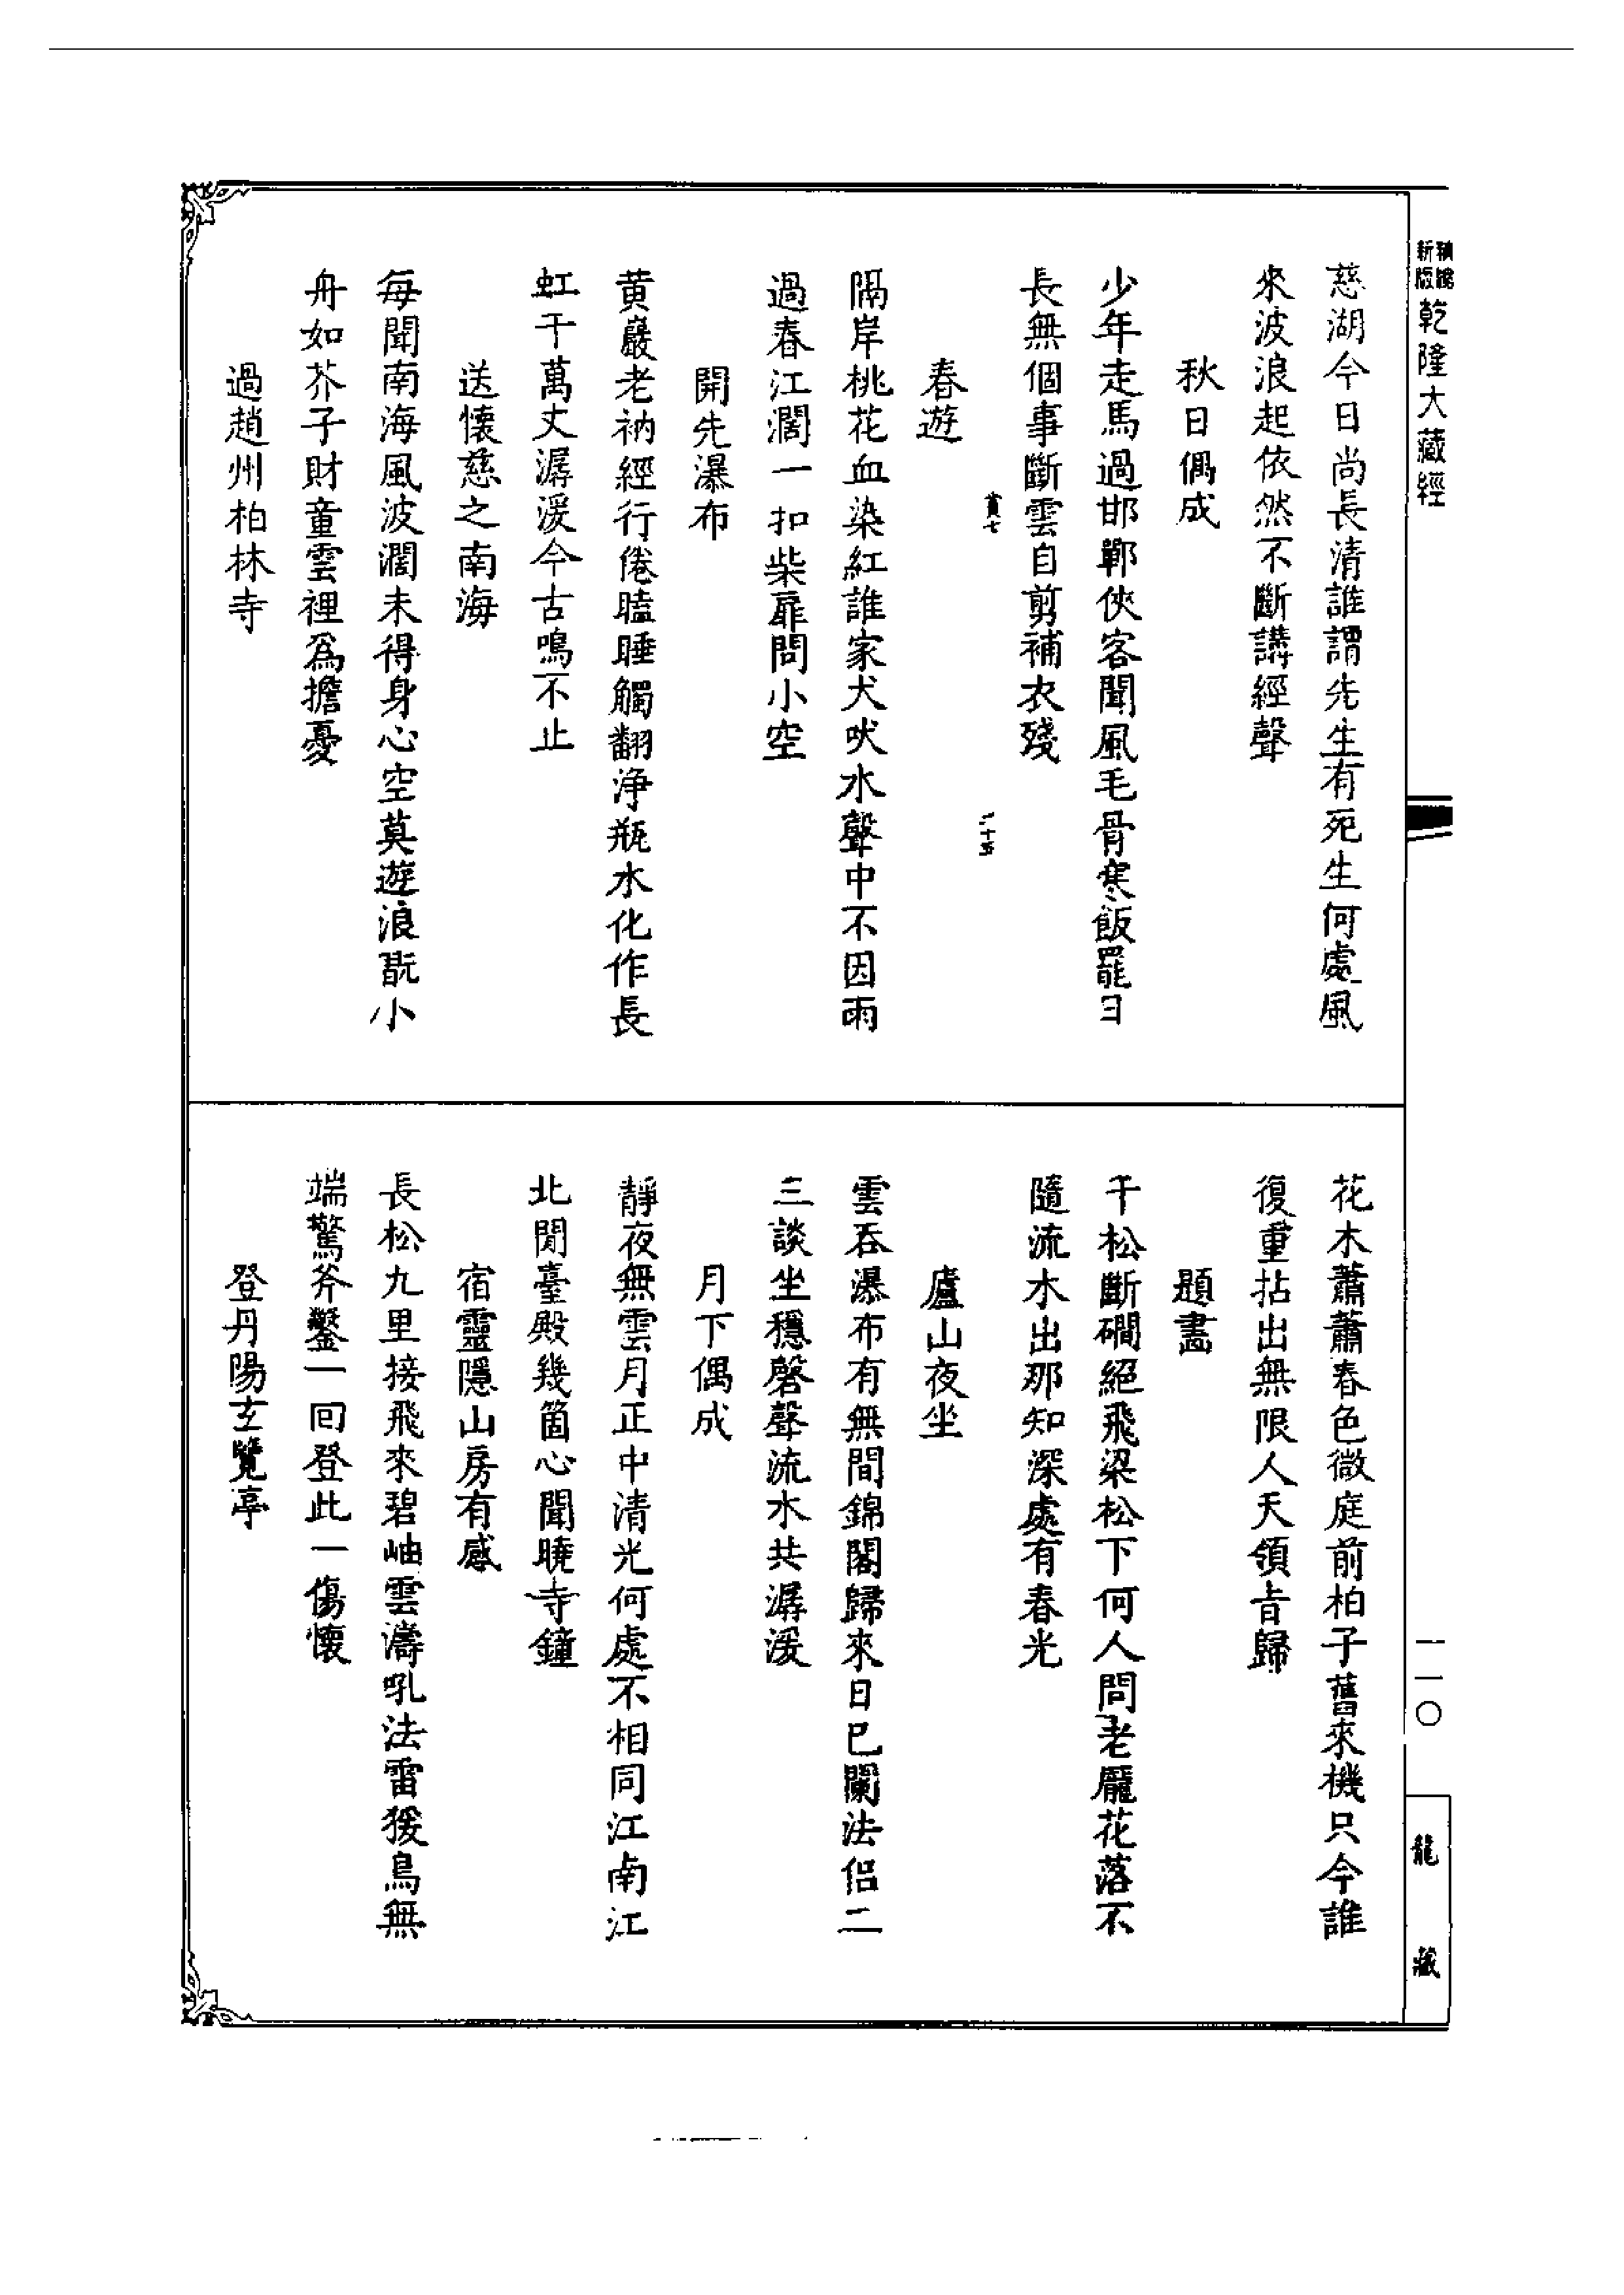 新版
乾隆大藏經
慈湖今日尚長清誰謂先生有死生何處風
來波浪起依然不斷講經聲
秋日偶成
少年走馬過邯鄲俠客聞風毛骨寒飯罷日
長無個事斷雲自剪補衣殘
二十五
春遊
隔岸桃花血染紅誰家犬吠水聲中不因雨
過春江濶一扣柴扉問小空
開先瀑布
黄巖老衲經行倦瞌睡觸翻浄瓶水化作長
虹千萬丈潺湲今古鳴不止
送懷慈之南海
每聞南海風波濶未得身心空莫遊浪翫小
舟如芥子財童雲裡爲擔憂
過趙州柏林寺
花木蕭蕭春色微庭前柏子舊來機只今誰
復重拈出無限人天領㫖歸
題畵
千松斷磵絕飛梁松下何人問老龐花落不
隨流水出那知深處有春光
廬山夜坐
雲吞瀑布有無間錦閣歸來日已闌法侣二
三談坐穩磬聲流水共潺湲
月下偶成
靜夜無雲月正中清光何處不相同江南江
北閒臺殿幾箇心聞曉寺鐘
宿靈隱山房有感
長松九里接飛來碧岫雲濤吼法雷猨鳥無
端驚斧鑿一回登此一傷懷
登丹陽玄覽亭
一一〇
龍藏